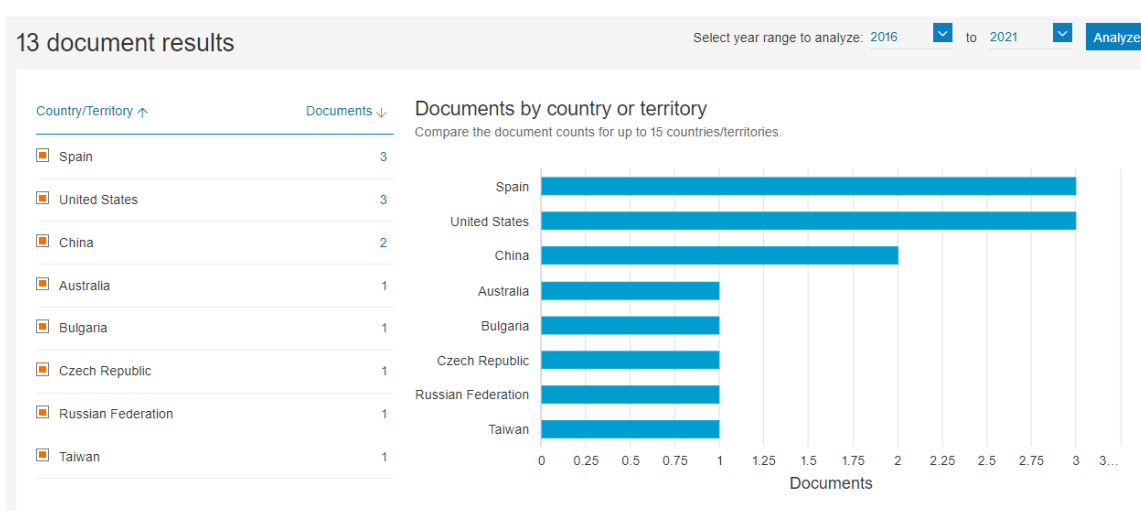 13 document results
Select year range to analyze: 2016 to 2021 Analyze
Country/Territory Documents
Spain 3
United States 3
China 2
Australia 1
Bulgaria 1
Czech Republic 1
Russian Federation 1
Taiwan 1
Documents by country or territory
Compare the document counts for up to 15 countries/territories.
Spain
United States
China
Australia
Bulgaria
Czech Republic
Russian Federation
Taiwan
0 0.25 0.5 0.75 1 1.25 1.5 1.75 2 2.25 2.5 2.75 3 3...
Documents